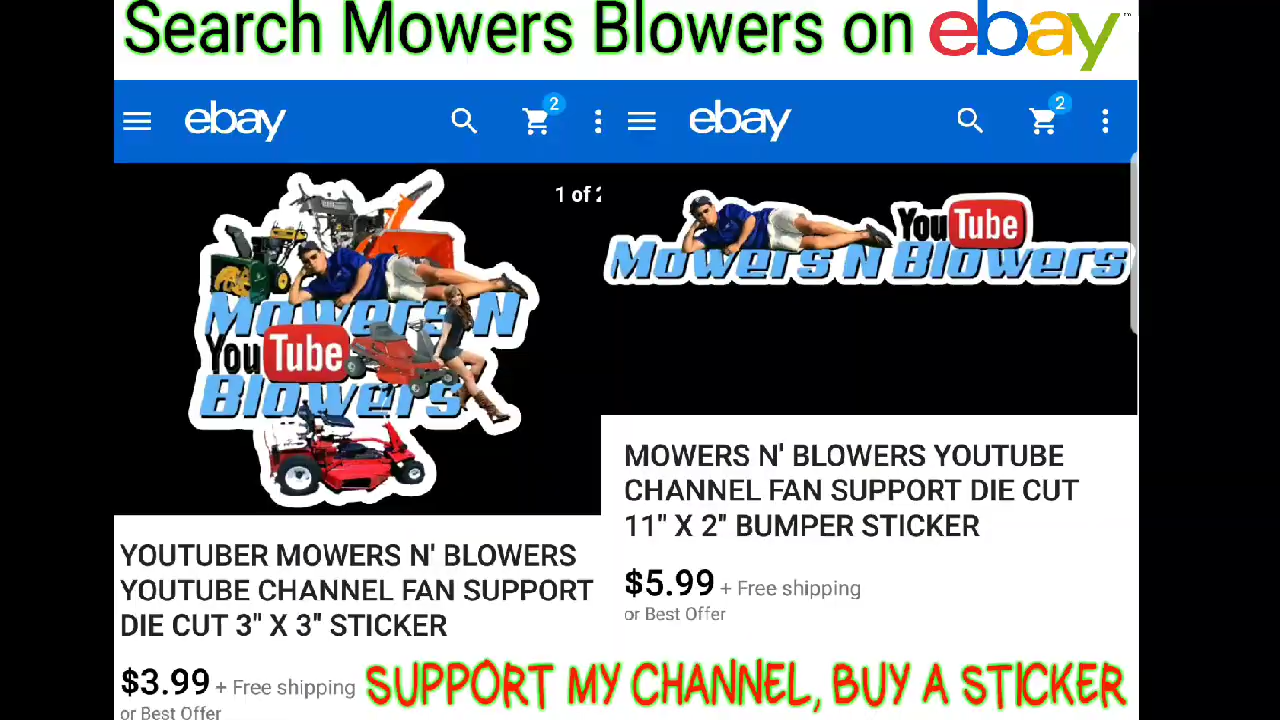 Search Mowers Blowers on ebay™
ebay 2
1 of 2
Mowers N
YouTube
Blowers
YOUTUBER MOWERS N' BLOWERS
YOUTUBE CHANNEL FAN SUPPORT
DIE CUT 3" X 3" STICKER
$3.99 + Free shipping
or Best Offer
ebay 2
YouTube
Mowers N Blowers
MOWERS N' BLOWERS YOUTUBE
CHANNEL FAN SUPPORT DIE CUT
11" X 2" BUMPER STICKER
$5.99 + Free shipping
or Best Offer
SUPPORT MY CHANNEL, BUY A STICKER